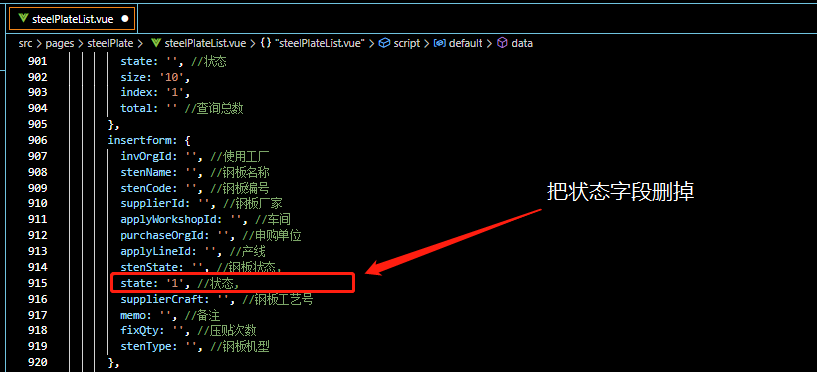 steelPlateList.vue ●
src > pages > steelPlate > steelPlateList.vue > {} "steelPlateList.vue" > script > default > data
901 state: '', //状态
902 size: '10',
903 index: '1',
904 total: '' //查询总数
905 },
906 insertform: {
907 invOrgId: '', //使用工厂
908 stenName: '', //钢板名称
909 stenCode: '', //钢板编号
910 supplierId: '', //钢板厂家
911 applyWorkshopId: '', //车间
912 purchaseOrgId: '', //申购单位
913 applyLineId: '', //产线
914 stenState: '', //钢板状态,
915 state: '1', //状态,
916 supplierCraft: '', //钢板工艺号
917 memo: '', //备注
918 fixQty: '', //压贴次数
919 stenType: '', //钢板机型
920 },
把状态字段删掉